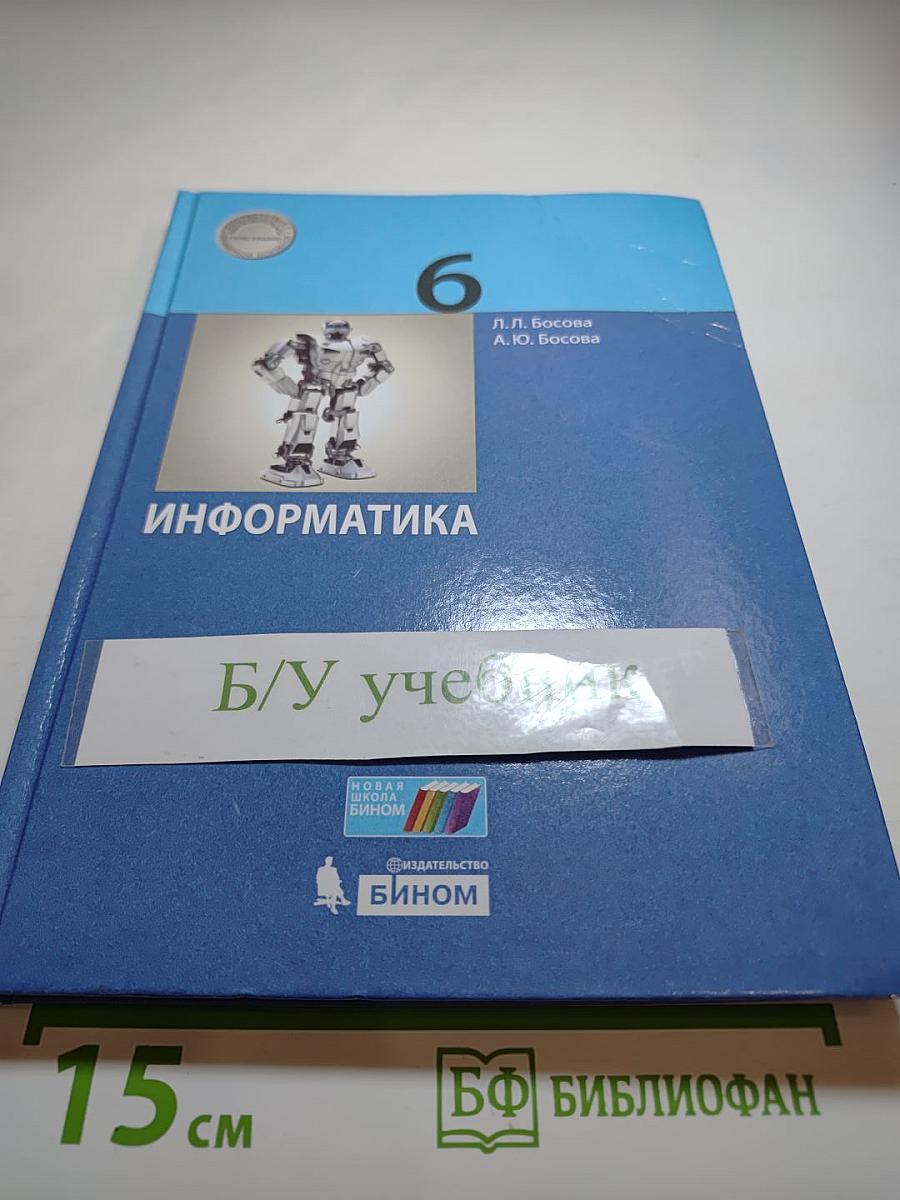 6
Л.Л. Босова
А.Ю. Босова
ИНФОРМАТИКА
Б/У учебник
НОВАЯ
ШКОЛА
БИНОМ
ИЗДАТЕЛЬСТВО
БИНОМ
15 см
БФ БИБЛИОФАН